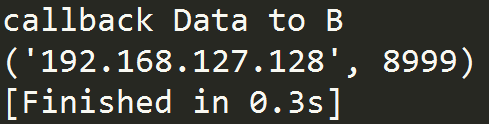 callback Data to B
('192.168.127.128', 8999)
[Finished in 0.3s]